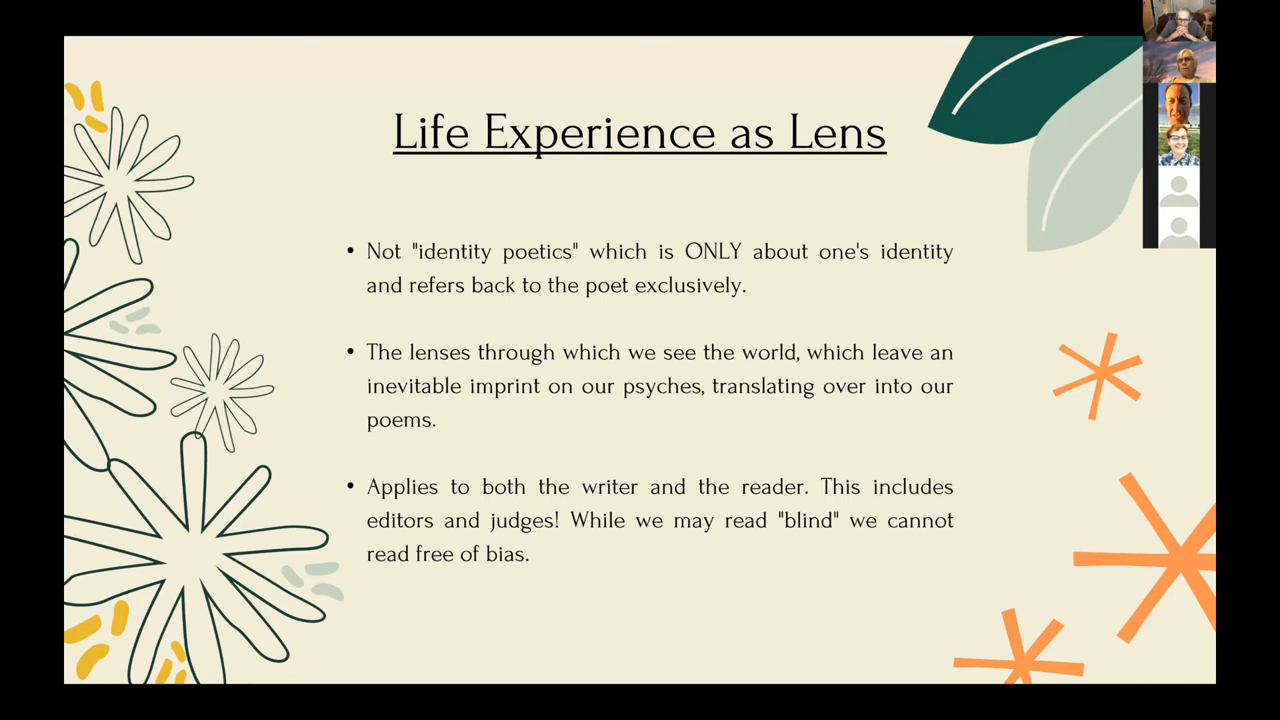 Life Experience as Lens
• Not "identity poetics" which is ONLY about one's identity
and refers back to the poet exclusively.
• The lenses through which we see the world, which leave an
inevitable imprint on our psyches, translating over into our
poems.
• Applies to both the writer and the reader. This includes
editors and judges! While we may read "blind" we cannot
read free of bias.